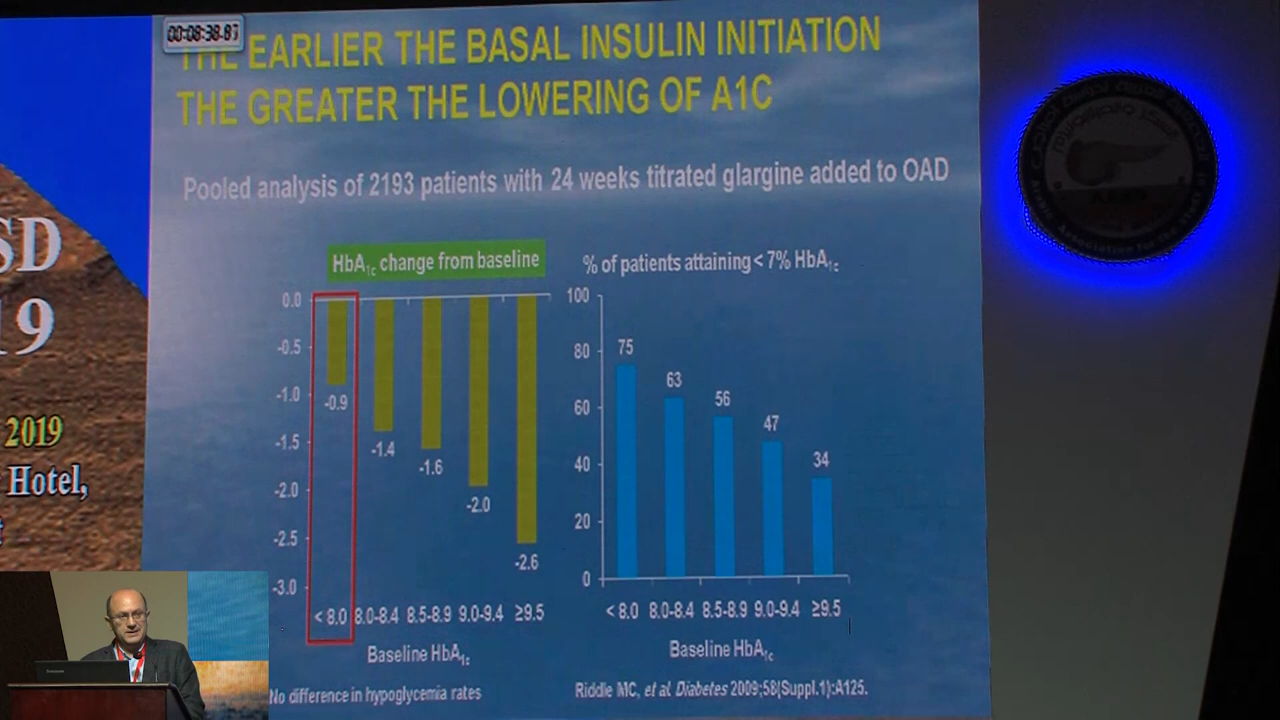 00:08:38-87
THE EARLIER THE BASAL INSULIN INITIATION
THE GREATER THE LOWERING OF A1C
Pooled analysis of 2193 patients with 24 weeks titrated glargine added to OAD
SD
19
2019
Hotel,
HbA1c change from baseline
0.0
-0.5
-1.0
-1.5
-2.0
-2.5
-3.0
-0.9
-1.4
-1.6
-2.0
-2.6
< 8.0 8.0-8.4 8.5-8.9 9.0-9.4 ≥9.5
Baseline HbA1c
No difference in hypoglycemia rates
% of patients attaining < 7% HbA1c
100
80
60
40
20
0
75
63
56
47
34
< 8.0 8.0-8.4 8.5-8.9 9.0-9.4 ≥9.5
Baseline HbA1c
Riddle MC, et al. Diabetes 2009;58(Suppl.1):A125.